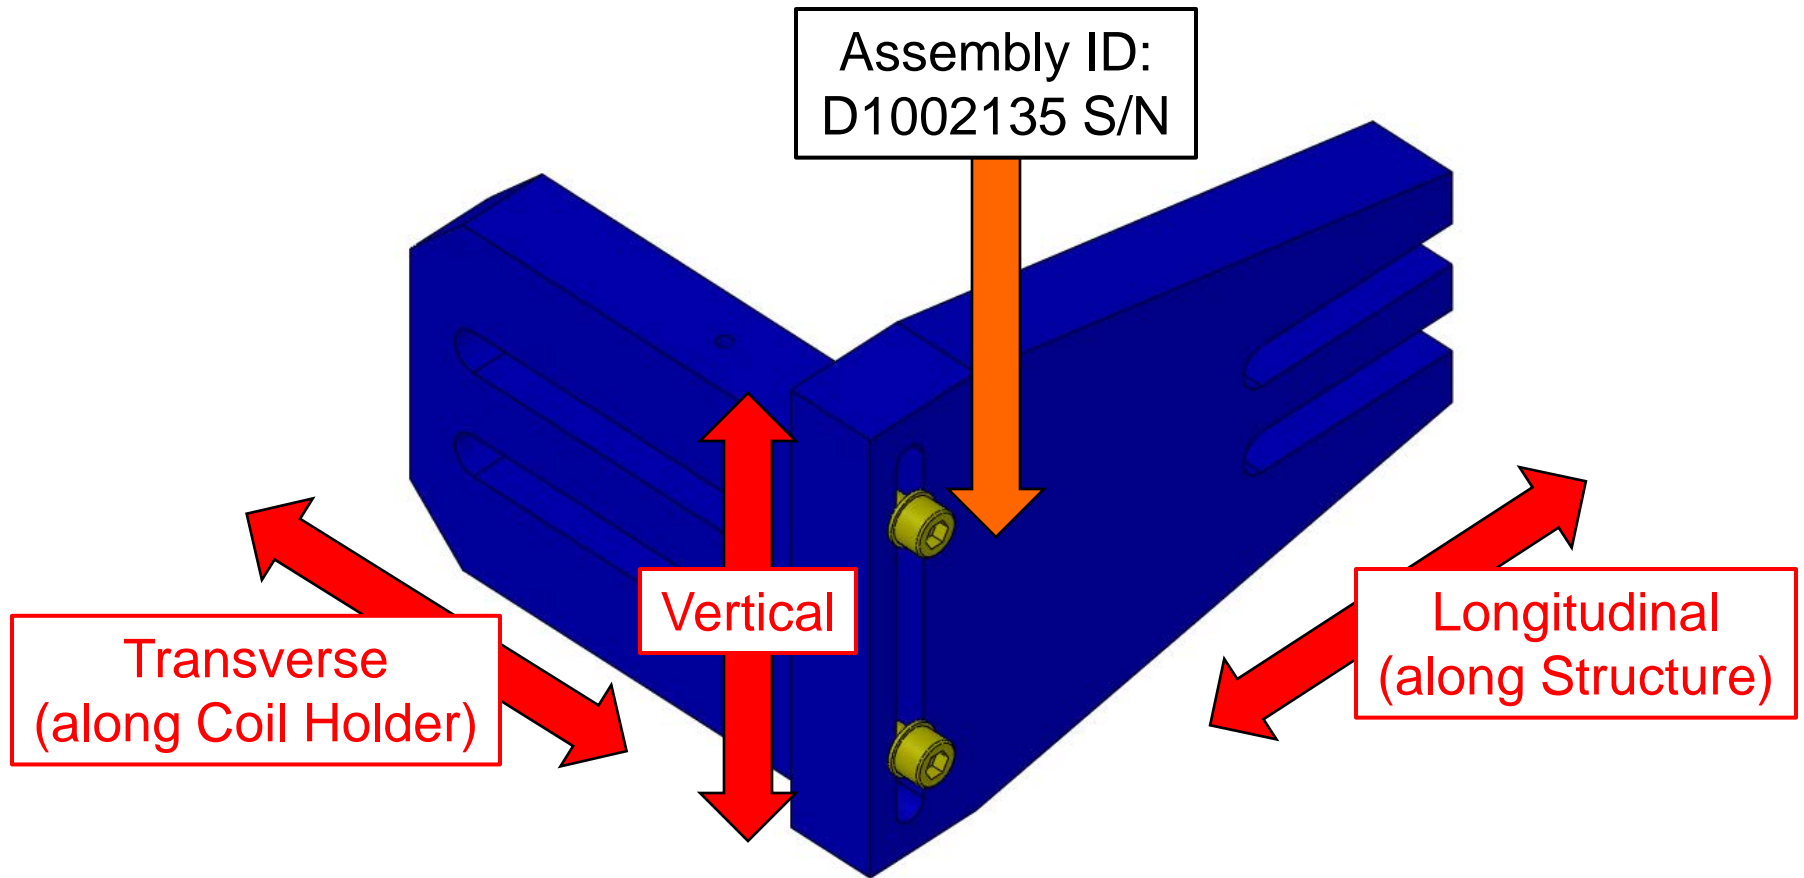 Assembly ID:
D1002135 S/N
Vertical
Transverse
(along Coil Holder)
Longitudinal
(along Structure)